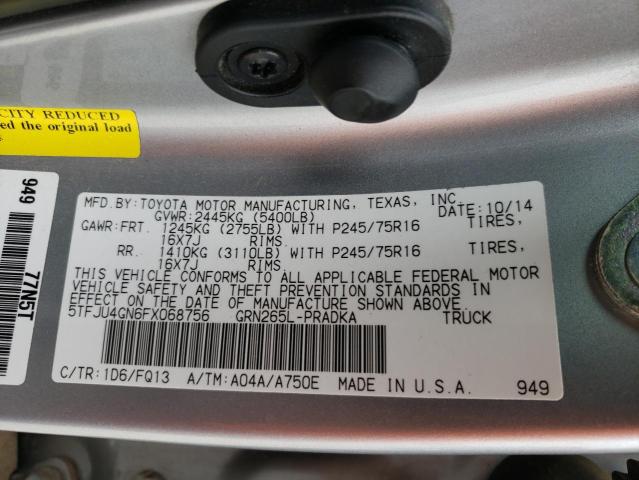 CITY REDUCED
ed the original load
949
77N5T
MFD.BY:TOYOTA MOTOR MANUFACTURING, TEXAS, INC.
GVWR:2445KG (5400LB) DATE:10/14
GAWR:FRT. 1245KG (2755LB) WITH P245/75R16 TIRES,
16X7J RIMS.
RR. 1410KG (3110LB) WITH P245/75R16 TIRES,
16X7J RIMS.
THIS VEHICLE CONFORMS TO ALL APPLICABLE FEDERAL MOTOR
VEHICLE SAFETY AND THEFT PREVENTION STANDARDS IN
EFFECT ON THE DATE OF MANUFACTURE SHOWN ABOVE.
5TFJU4GN6FX068756 GRN265L-PRADKA TRUCK
C/TR:1D6/FQ13 A/TM:A04A/A750E MADE IN U.S.A.
949